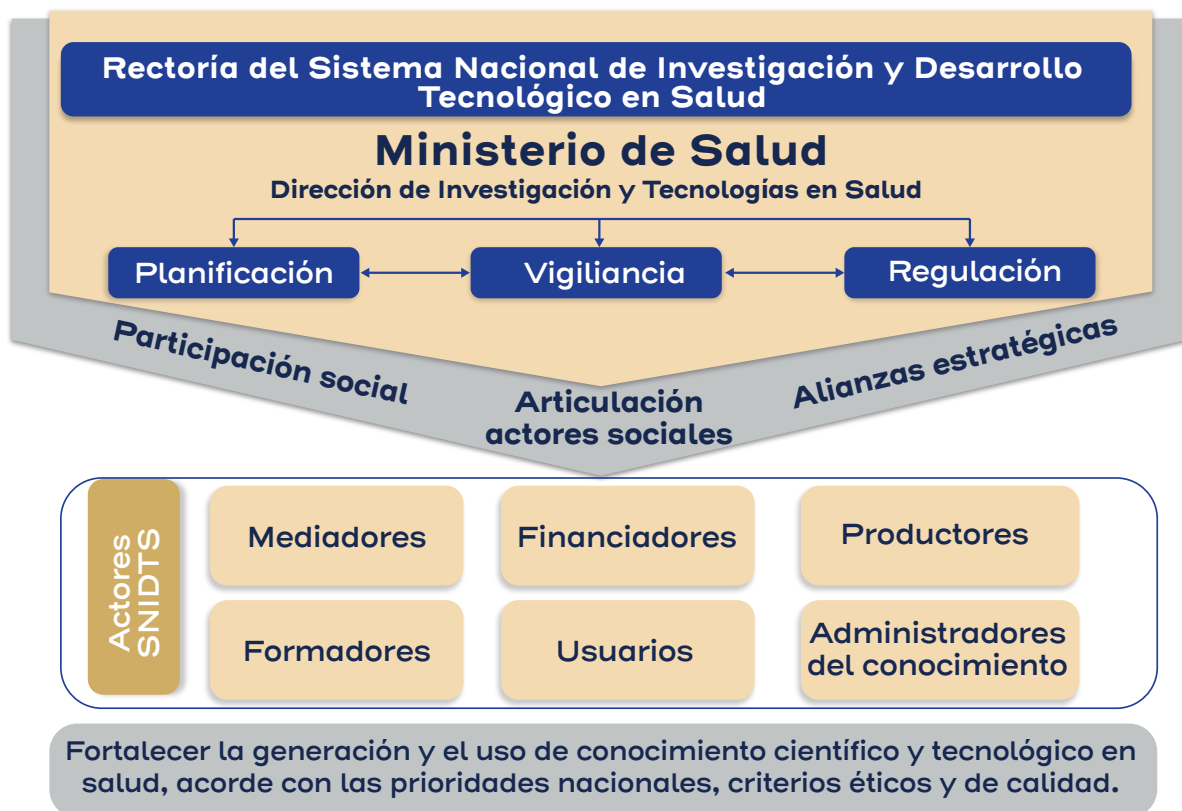 Rectoría del Sistema Nacional de Investigación y Desarrollo
Tecnológico en Salud
Ministerio de Salud
Dirección de Investigación y Tecnologías en Salud
Planificación
Vigiliancia
Regulación
Participación social
Articulación
actores sociales
Alianzas estratégicas
Actores
SNIDTS
Mediadores
Financiadores
Productores
Formadores
Usuarios
Administradores
del conocimiento
Fortalecer la generación y el uso de conocimiento científico y tecnológico en
salud, acorde con las prioridades nacionales, criterios éticos y de calidad.